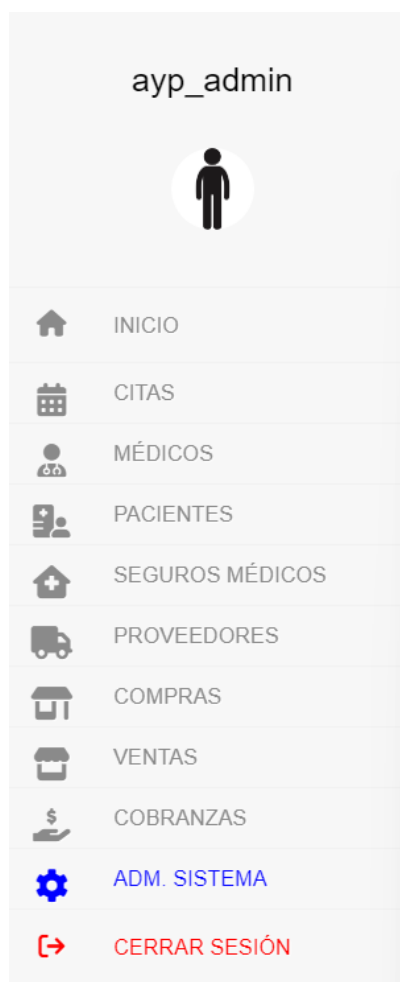 ayp_admin
INICIO
CITAS
MÉDICOS
PACIENTES
SEGUROS MÉDICOS
PROVEEDORES
COMPRAS
VENTAS
$
COBRANZAS
ADM. SISTEMA
CERRAR SESIÓN